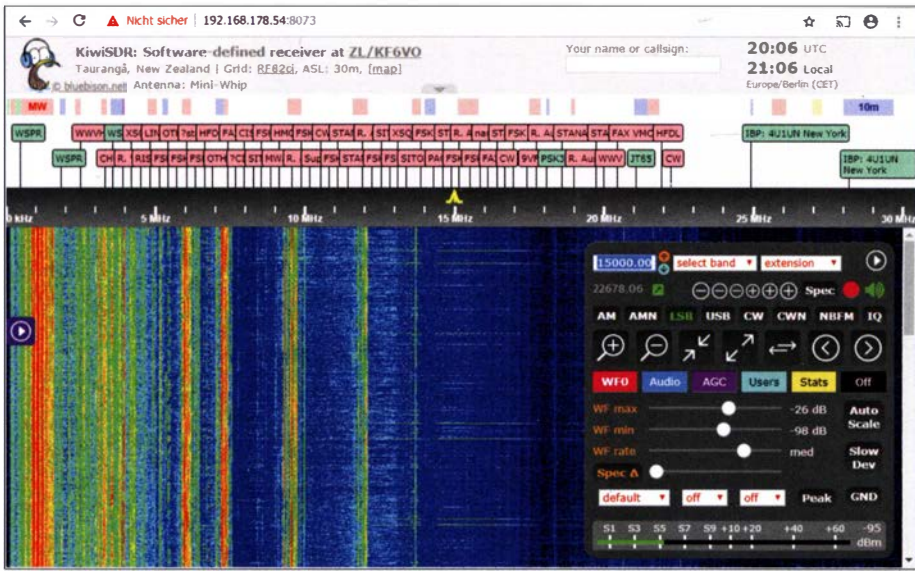 Nicht sicher | 192.168.178.54:8073
KiwiSDR: Software-defined receiver at ZL/KF6VO
Tauranga, New Zealand | Grid: RF82ci, ASL: 30m, [map]
© bluebison.net Antenna: Mini-Whip
Your name or callsign:
20:06 UTC
21:06 Local
Europe/Berlin (CET)
MW
10m
WSPR
FAX VMC
HFDL
IBP: 4U1UN New York
WSPR
WWV
JT65
CW
IBP: 4U1UN
New York
0 kHz 5 MHz 10 MHz 15 MHz 20 MHz 25 MHz 30 MHz
15000.00 select band extension
22678.06 Spec
AM AMN LSB USB CW CWN NBFM IQ
WF0 Audio AGC Users Stats Off
WF max -26 dB Auto
Scale
WF min -98 dB
WF rate med Slow
Dev
Spec Δ
default off off Peak GND
S1 S3 S5 S7 S9 +10 +20 +40 +60 -95
dBm